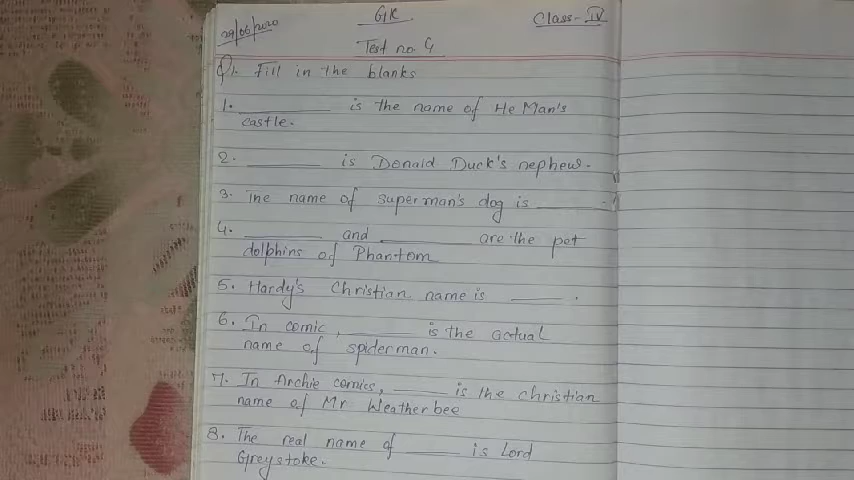 29/06/2020
GK
Class-IV
Test no. 4
Q1. Fill in the blanks
1. ________ is the name of He Man's
castle.
2. ________ is Donald Duck's nephew.
3. The name of superman's dog is ________
4. ________ and ________ are the pet
dolphins of Phantom
5. Hardy's Christian name is ________.
6. In comic, ________ is the actual
name of spiderman.
7. In Archie comics, ________ is the christian
name of Mr Weatherbee
8. The real name of ________ is Lord
Greystoke.